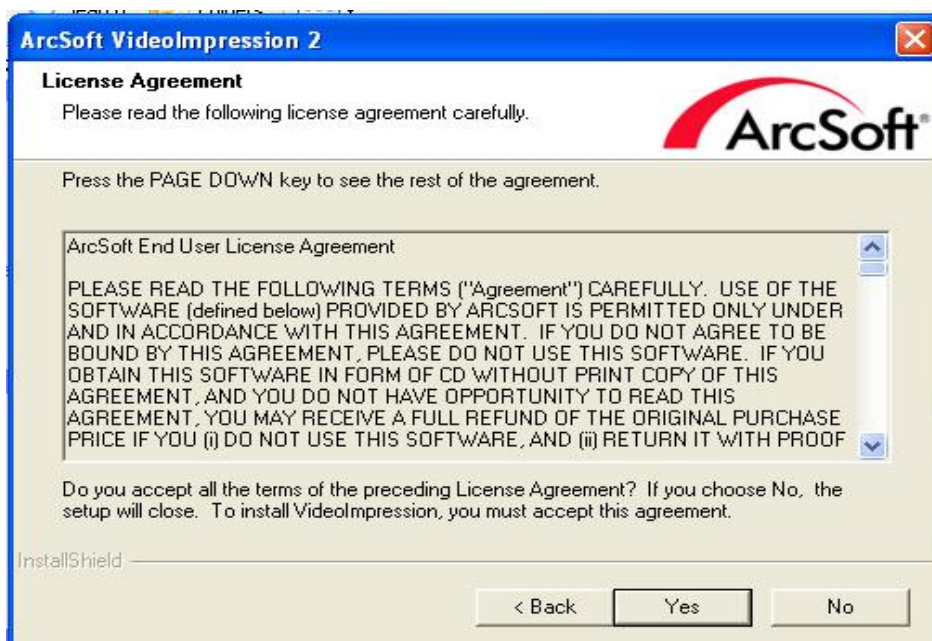 ArcSoft VideoImpression 2
License Agreement
Please read the following license agreement carefully.
ArcSoft®
Press the PAGE DOWN key to see the rest of the agreement.
ArcSoft End User License Agreement
PLEASE READ THE FOLLOWING TERMS ("Agreement") CAREFULLY.  USE OF THE
SOFTWARE (defined below) PROVIDED BY ARCSOFT IS PERMITTED ONLY UNDER
AND IN ACCORDANCE WITH THIS AGREEMENT.  IF YOU DO NOT AGREE TO BE
BOUND BY THIS AGREEMENT, PLEASE DO NOT USE THIS SOFTWARE.  IF YOU
OBTAIN THIS SOFTWARE IN FORM OF CD WITHOUT PRINT COPY OF THIS
AGREEMENT, AND YOU DO NOT HAVE OPPORTUNITY TO READ THIS
AGREEMENT, YOU MAY RECEIVE A FULL REFUND OF THE ORIGINAL PURCHASE
PRICE IF YOU (i) DO NOT USE THIS SOFTWARE, AND (ii) RETURN IT WITH PROOF
Do you accept all the terms of the preceding License Agreement?  If you choose No,  the
setup will close.  To install VideoImpression, you must accept this agreement.
InstallShield
< Back
Yes
No